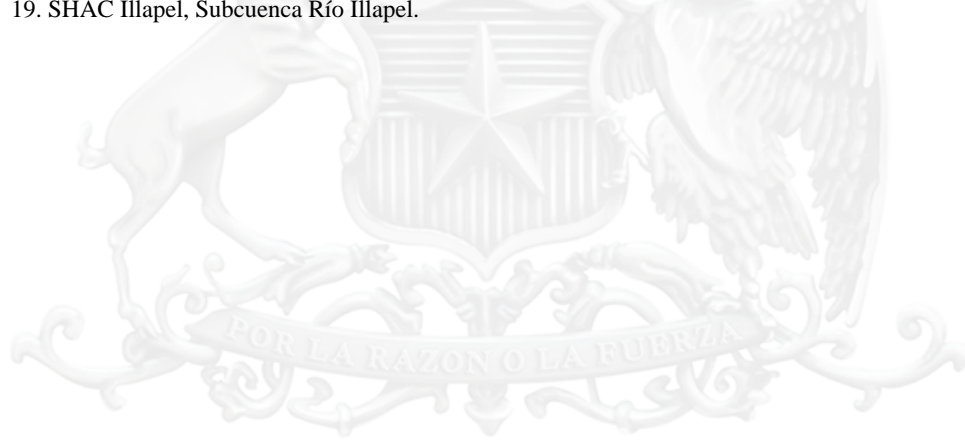 19. SHAC Illapel, Subcuenca Río Illapel.
POR LA RAZON O LA FUERZA